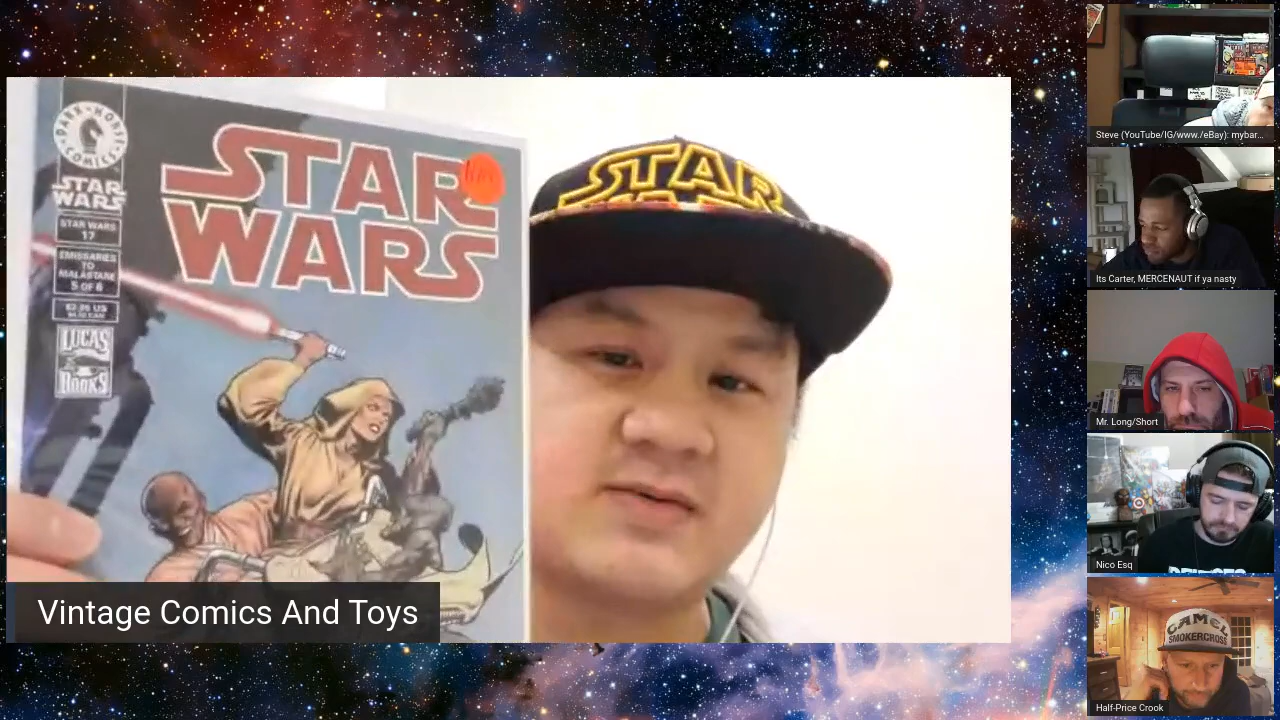 DARK HORSE
COMICS
STAR
WARS
STAR WARS
17
EMISSARIES
TO
MALASTARE
5 OF 6
LUCAS
BOOKS
STAR
WARS
STAR
Vintage Comics And Toys
Steve (YouTube/IG/www./eBay): mybar...
Its Carter, MERCENAUT if ya nasty
Mr. Long/Short
Nico Esq
CAMEL
SMOKERCROSS
Half-Price Crook